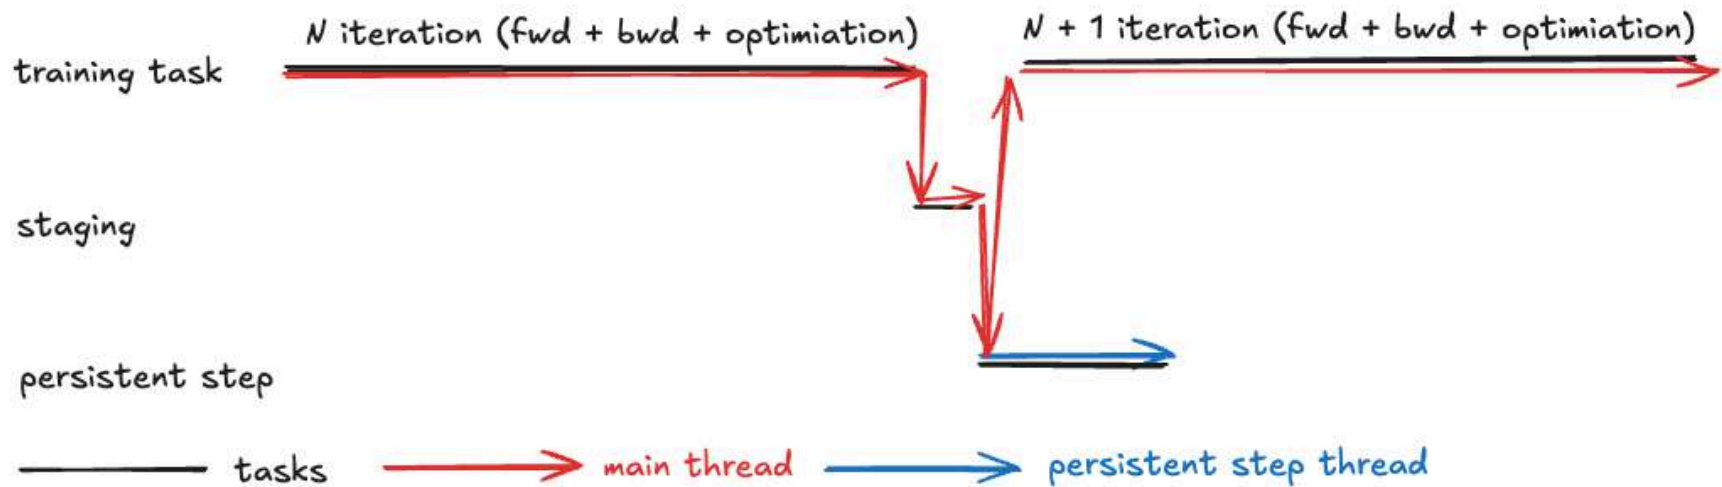 N iteration (fwd + bwd + optimiation)
N + 1 iteration (fwd + bwd + optimiation)
training task
staging
persistent step
tasks
main thread
persistent step thread